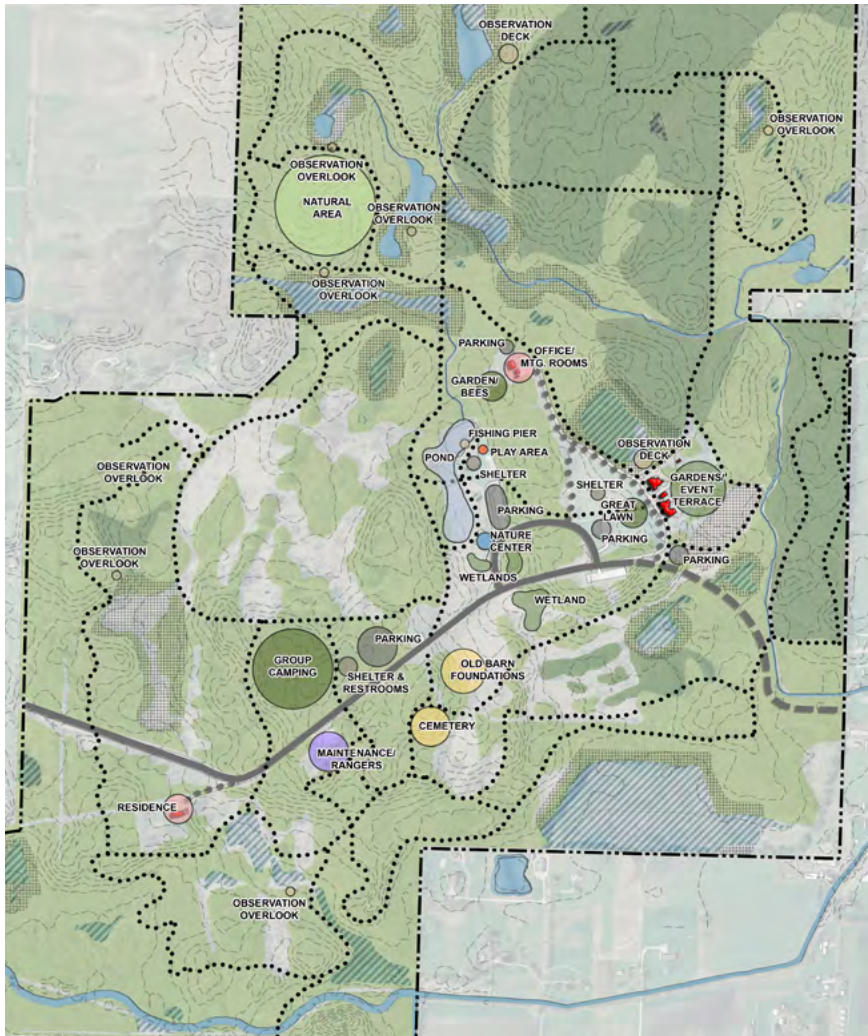 OBSERVATION
DECK
OBSERVATION
OVERLOOK
OBSERVATION
OVERLOOK
NATURAL
AREA
OBSERVATION
OVERLOOK
OBSERVATION
OVERLOOK
PARKING
OFFICE/
MTG. ROOMS
GARDEN/
BEES
FISHING PIER
PLAY AREA
POND
SHELTER
OBSERVATION
DECK
GARDENS/
EVENT
TERRACE
OBSERVATION
OVERLOOK
SHELTER
PARKING
GREAT
LAWN
PARKING
NATURE
CENTER
PARKING
OBSERVATION
OVERLOOK
WETLANDS
WETLAND
PARKING
GROUP
CAMPING
SHELTER &
RESTROOMS
OLD BARN
FOUNDATIONS
CEMETERY
MAINTENANCE/
RANGERS
RESIDENCE
OBSERVATION
OVERLOOK